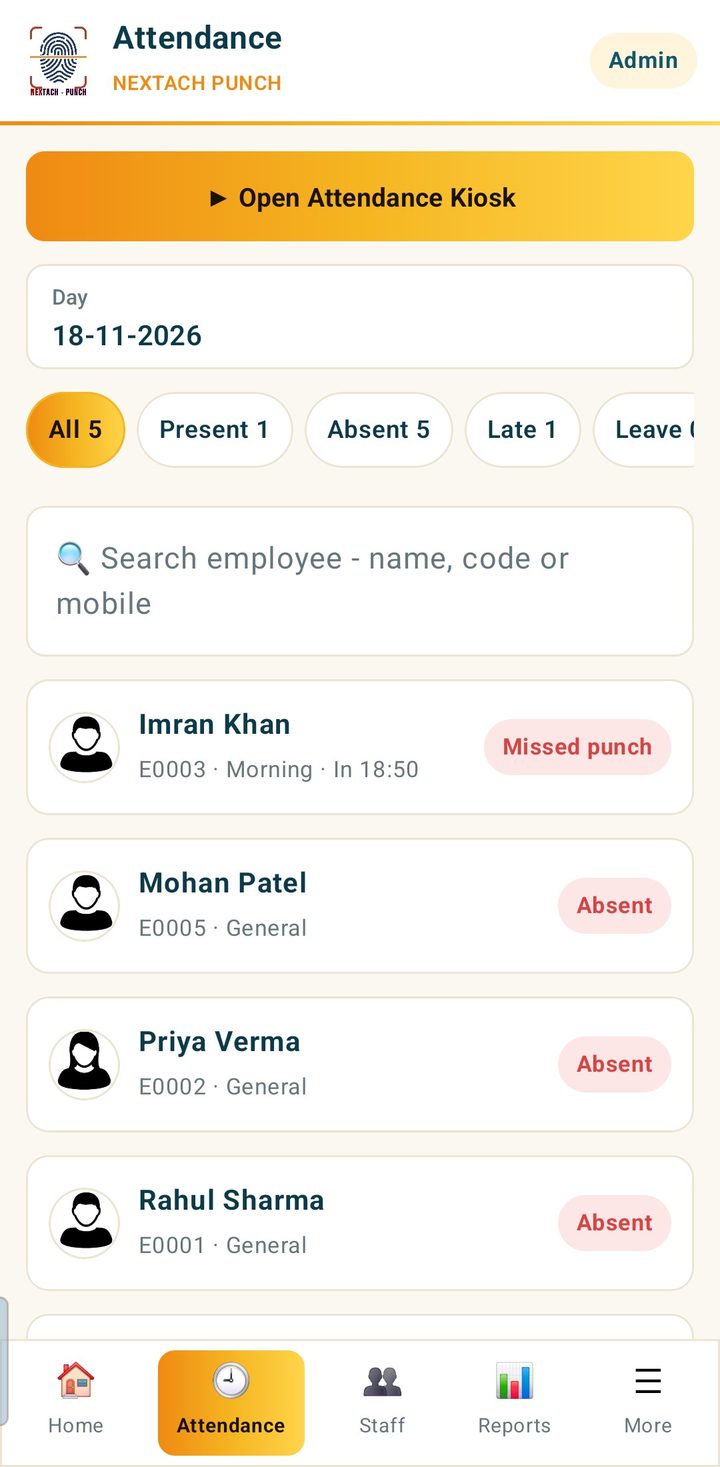 Attendance
NEXTACH - PUNCH
NEXTACH PUNCH
Admin
► Open Attendance Kiosk
Day
18-11-2026
All 5
Present 1
Absent 5
Late 1
Leave
🔍 Search employee - name, code or
mobile
Imran Khan
E0003 · Morning · In 18:50
Missed punch
Mohan Patel
E0005 · General
Absent
Priya Verma
E0002 · General
Absent
Rahul Sharma
E0001 · General
Absent
Home
Attendance
Staff
Reports
More